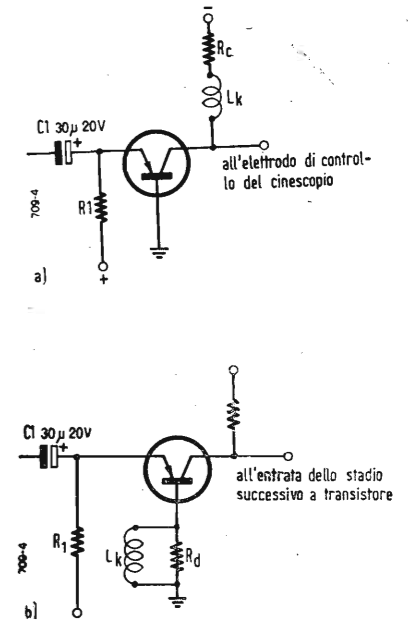 −
Rc
Lk
C1 30µ 20V
+
all'elettrodo di control-
lo del cinescopio
R1
709-4
+
a)
C1 30µ 20V
+
all'entrata dello stadio
successivo a transistore
R1
Lk
Rd
709-4
b)